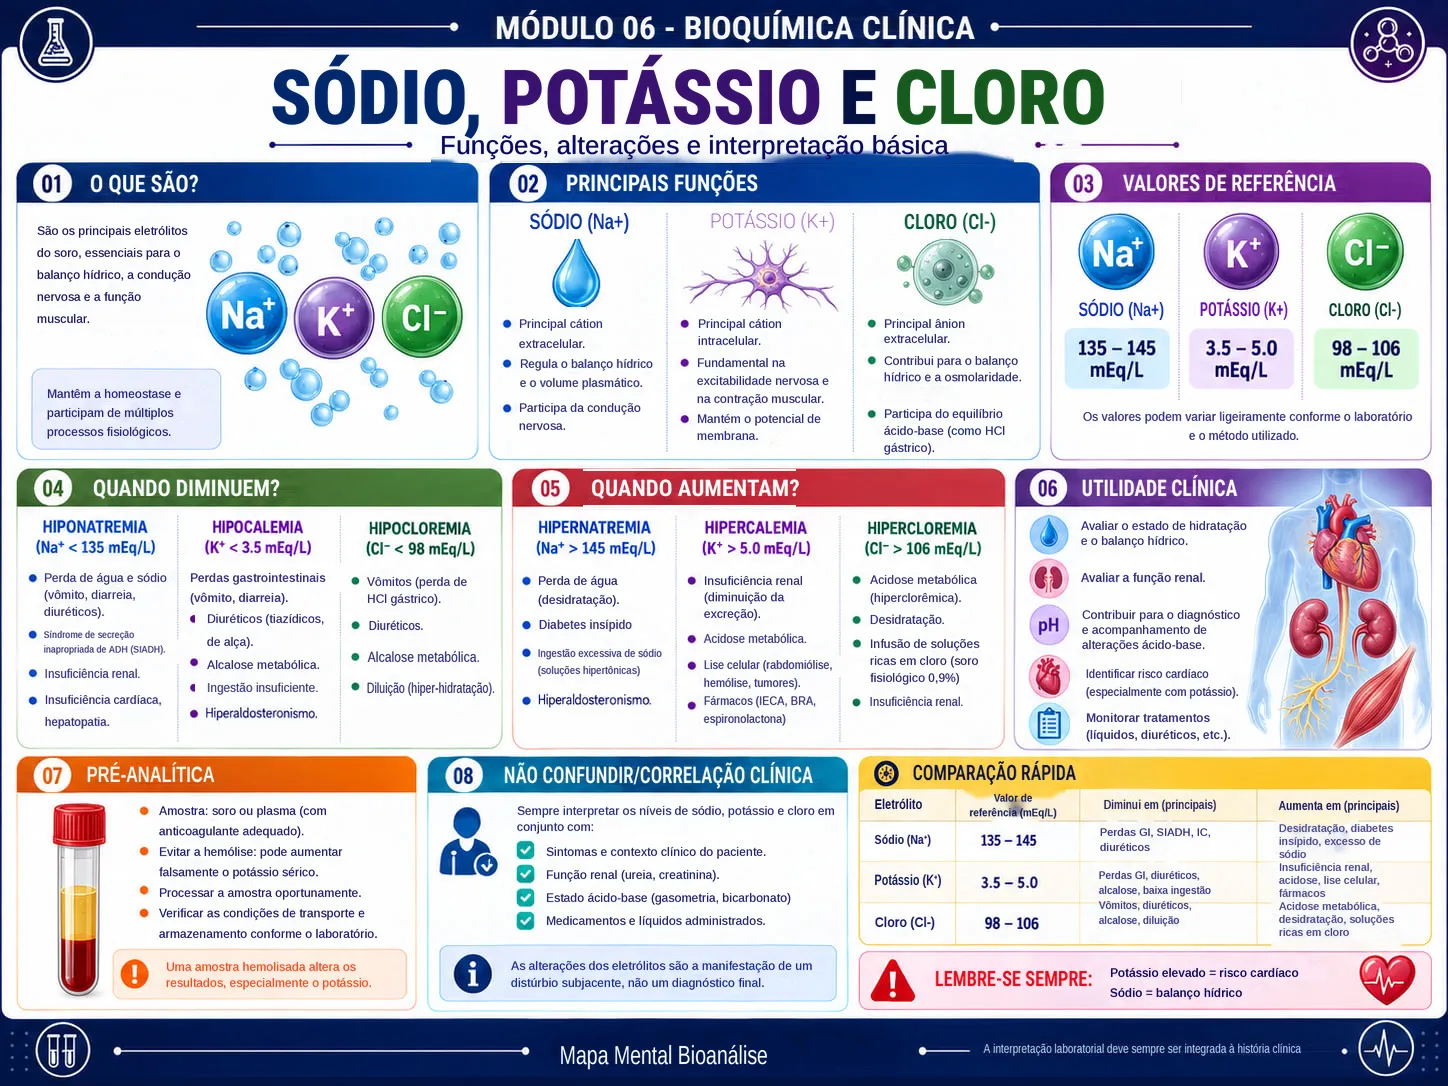 MÓDULO 06 - BIOQUÍMICA CLÍNICA
SÓDIO, POTÁSSIO E CLORO
Funções, alterações e interpretação básica
01 O QUE SÃO?
São os principais eletrólitos
do soro, essenciais para o
balanço hídrico, a condução
nervosa e a função
muscular.
Na⁺ K⁺ Cl⁻
Mantêm a homeostase e
participam de múltiplos
processos fisiológicos.
02 PRINCIPAIS FUNÇÕES
SÓDIO (Na+)
Principal cátion
extracelular.
Regula o balanço hídrico
e o volume plasmático.
Participa da condução
nervosa.
POTÁSSIO (K+)
Principal cátion
intracelular.
Fundamental na
excitabilidade nervosa e
na contração muscular.
Mantém o potencial de
membrana.
CLORO (Cl-)
Principal ânion
extracelular.
Contribui para o balanço
hídrico e a osmolaridade.
Participa do equilíbrio
ácido-base (como HCl
gástrico).
03 VALORES DE REFERÊNCIA
Na⁺ K⁺ Cl⁻
SÓDIO (Na+) POTÁSSIO (K+) CLORO (Cl-)
135 – 145 3.5 – 5.0 98 – 106
mEq/L mEq/L mEq/L
Os valores podem variar ligeiramente conforme o laboratório
e o método utilizado.
04 QUANDO DIMINUEM?
HIPONATREMIA
(Na⁺ < 135 mEq/L)
Perda de água e sódio
(vômito, diarreia,
diuréticos).
Síndrome de secreção
inapropriada de ADH (SIADH).
Insuficiência renal.
Insuficiência cardíaca,
hepatopatia.
HIPOCALEMIA
(K⁺ < 3.5 mEq/L)
Perdas gastrointestinais
(vômito, diarreia).
Diuréticos (tiazídicos,
de alça).
Alcalose metabólica.
Ingestão insuficiente.
Hiperaldosteronismo.
HIPOCLOREMIA
(Cl⁻ < 98 mEq/L)
Vômitos (perda de
HCl gástrico).
Diuréticos.
Alcalose metabólica.
Diluição (hiper-hidratação).
05 QUANDO AUMENTAM?
HIPERNATREMIA
(Na⁺ > 145 mEq/L)
Perda de água
(desidratação).
Diabetes insípido
Ingestão excessiva de sódio
(soluções hipertônicas)
Hiperaldosteronismo.
HIPERCALEMIA
(K⁺ > 5.0 mEq/L)
Insuficiência renal
(diminuição da
excreção).
Acidose metabólica.
Lise celular (rabdomiólise,
hemólise, tumores).
Fármacos (IECA, BRA,
espironolactona)
HIPERCLOREMIA
(Cl⁻ > 106 mEq/L)
Acidose metabólica
(hiperclorêmica).
Desidratação.
Infusão de soluções
ricas em cloro (soro
fisiológico 0,9%)
Insuficiência renal.
06 UTILIDADE CLÍNICA
Avaliar o estado de hidratação
e o balanço hídrico.
Avaliar a função renal.
pH
Contribuir para o diagnóstico
e acompanhamento de
alterações ácido-base.
Identificar risco cardíaco
(especialmente com potássio).
Monitorar tratamentos
(líquidos, diuréticos, etc.).
07 PRÉ-ANALÍTICA
Amostra: soro ou plasma (com
anticoagulante adequado).
Evitar a hemólise: pode aumentar
falsamente o potássio sérico.
Processar a amostra oportunamente.
Verificar as condições de transporte e
armazenamento conforme o laboratório.
Uma amostra hemolisada altera os
resultados, especialmente o potássio.
08 NÃO CONFUNDIR/CORRELAÇÃO CLÍNICA
Sempre interpretar os níveis de sódio, potássio e cloro em
conjunto com:
Sintomas e contexto clínico do paciente.
Função renal (ureia, creatinina).
Estado ácido-base (gasometria, bicarbonato)
Medicamentos e líquidos administrados.
As alterações dos eletrólitos são a manifestação de um
distúrbio subjacente, não um diagnóstico final.
COMPARAÇÃO RÁPIDA
Eletrólito
Valor de
referência (mEq/L)
Diminui em (principais)
Aumenta em (principais)
Sódio (Na⁺)
135 – 145
Perdas GI, SIADH, IC,
diuréticos
Desidratação, diabetes
insípido, excesso de
sódio
Potássio (K⁺)
3.5 – 5.0
Perdas GI, diuréticos,
alcalose, baixa ingestão
Insuficiência renal,
acidose, lise celular,
fármacos
Cloro (Cl-)
98 – 106
Vômitos, diuréticos,
alcalose, diluição
Acidose metabólica,
desidratação, soluções
ricas em cloro
LEMBRE-SE SEMPRE:
Potássio elevado = risco cardíaco
Sódio = balanço hídrico
Mapa Mental Bioanálise
A interpretação laboratorial deve sempre ser integrada à história clínica